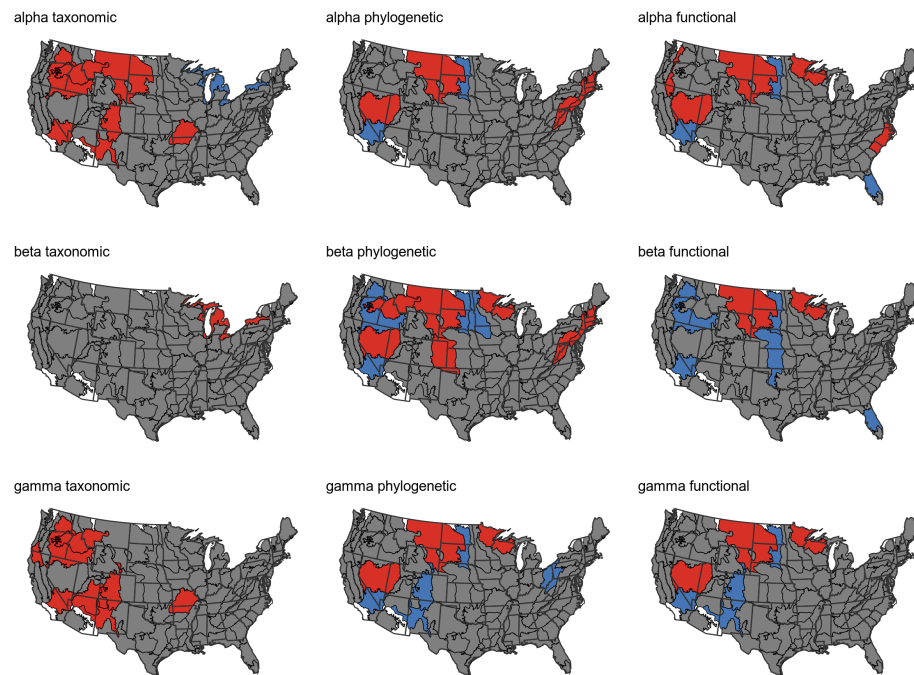 alpha taxonomic
alpha phylogenetic
alpha functional
beta taxonomic
beta phylogenetic
beta functional
gamma taxonomic
gamma phylogenetic
gamma functional